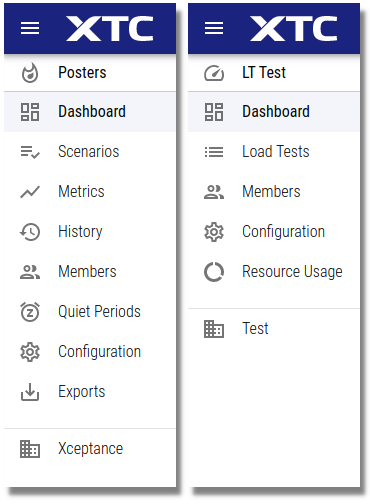 XTC
Posters
Dashboard
Scenarios
Metrics
History
Members
Quiet Periods
Configuration
Exports
Xceptance
XTC
LT Test
Dashboard
Load Tests
Members
Configuration
Resource Usage
Test